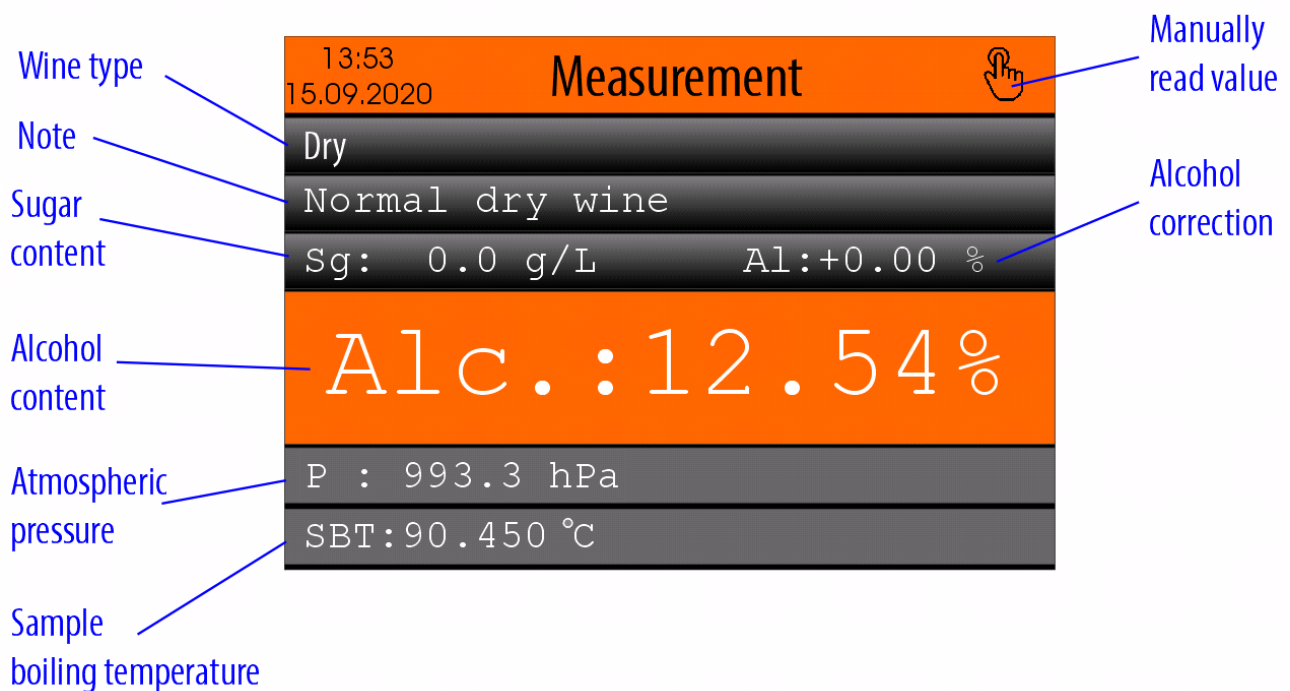 Wine type
Note
Sugar
content
Alcohol
content
Atmospheric
pressure
Sample
boiling temperature
13:53
15.09.2020
Measurement
Dry
Normal dry wine
Sg: 0.0 g/L Al:+0.00 %
Alc.:12.54%
P : 993.3 hPa
SBT:90.450 °C
Manually
read value
Alcohol
correction